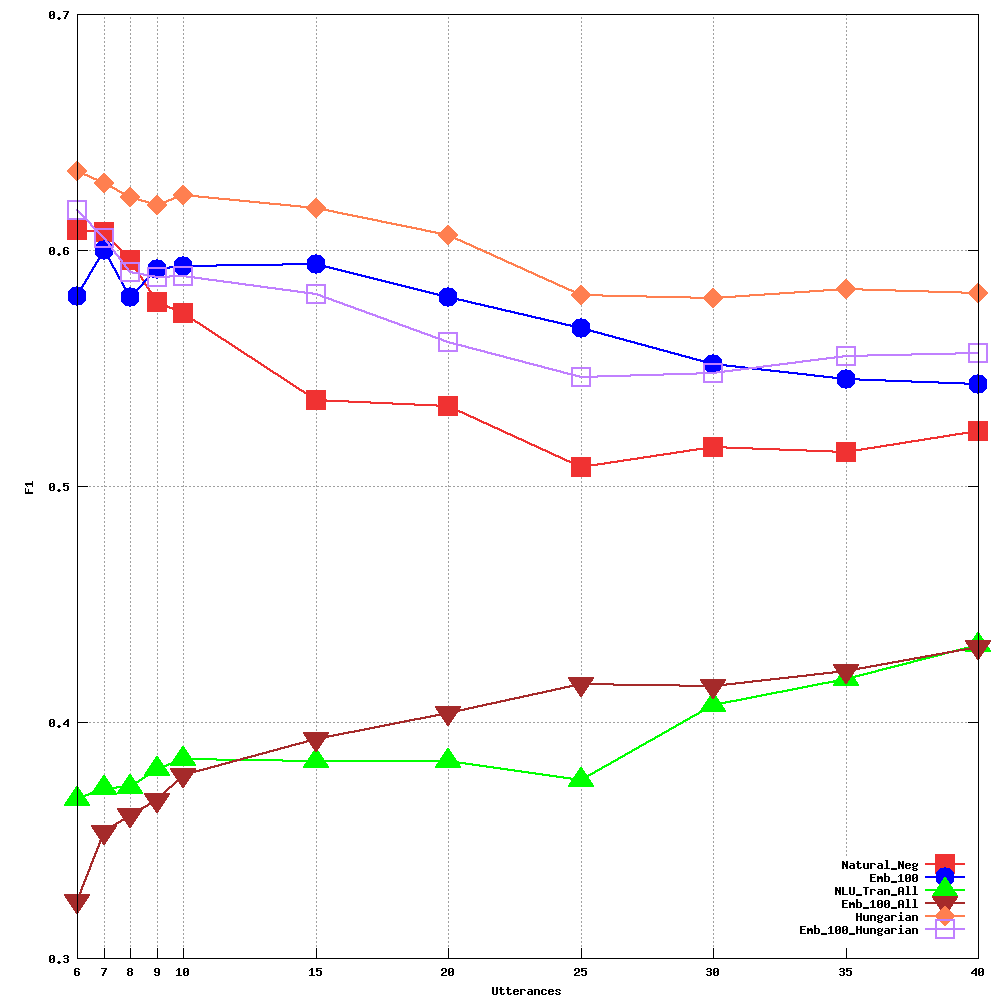 0.7
0.6
0.5
0.4
0.3
F1
6 7 8 9 10 15 20 25 30 35 40
Utterances
Natural_Neg
Emb_100
NLU_Tran_All
Emb_100_All
Hungarian
Emb_100_Hungarian